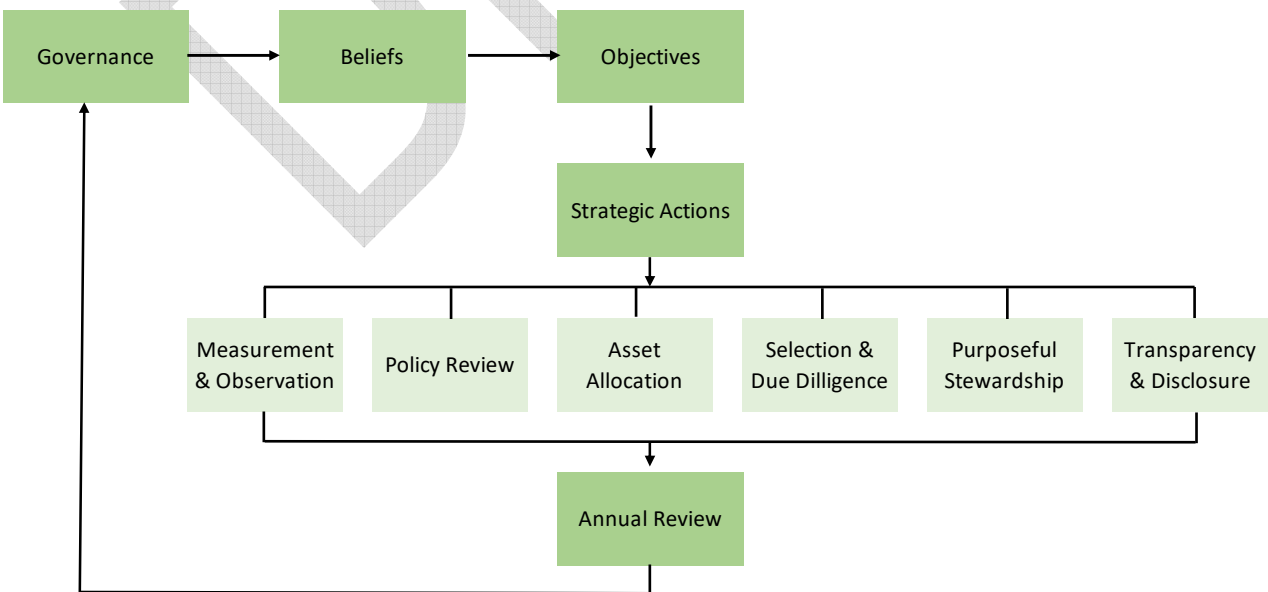 Governance
Beliefs
Objectives
Strategic Actions
Measurement
& Observation
Policy Review
Asset
Allocation
Selection &
Due Dilligence
Purposeful
Stewardship
Transparency
& Disclosure
Annual Review